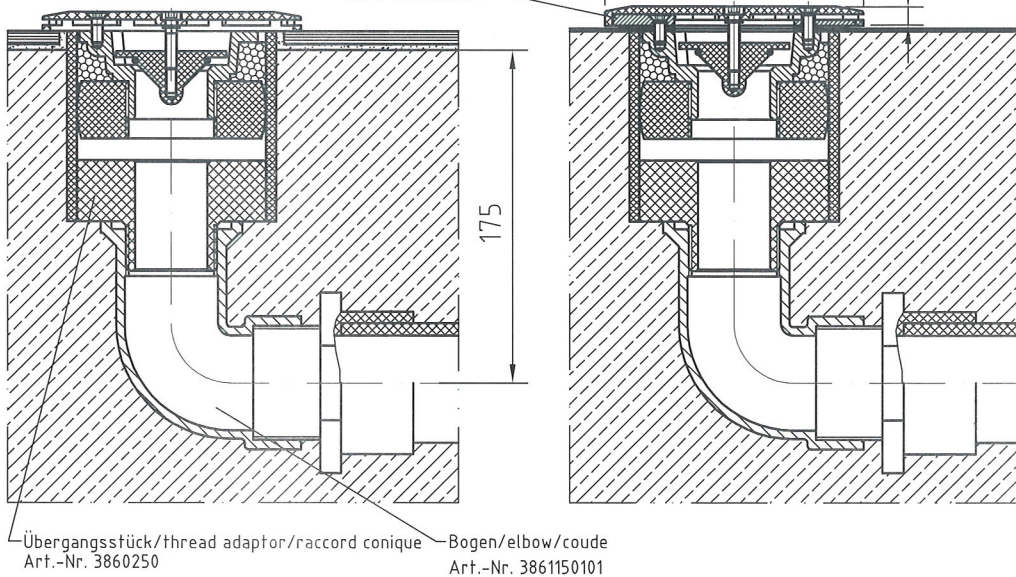 175
Übergangsstück/thread adaptor/raccord conique
Art.-Nr. 3860250
Bogen/elbow/coude
Art.-Nr. 3861150101